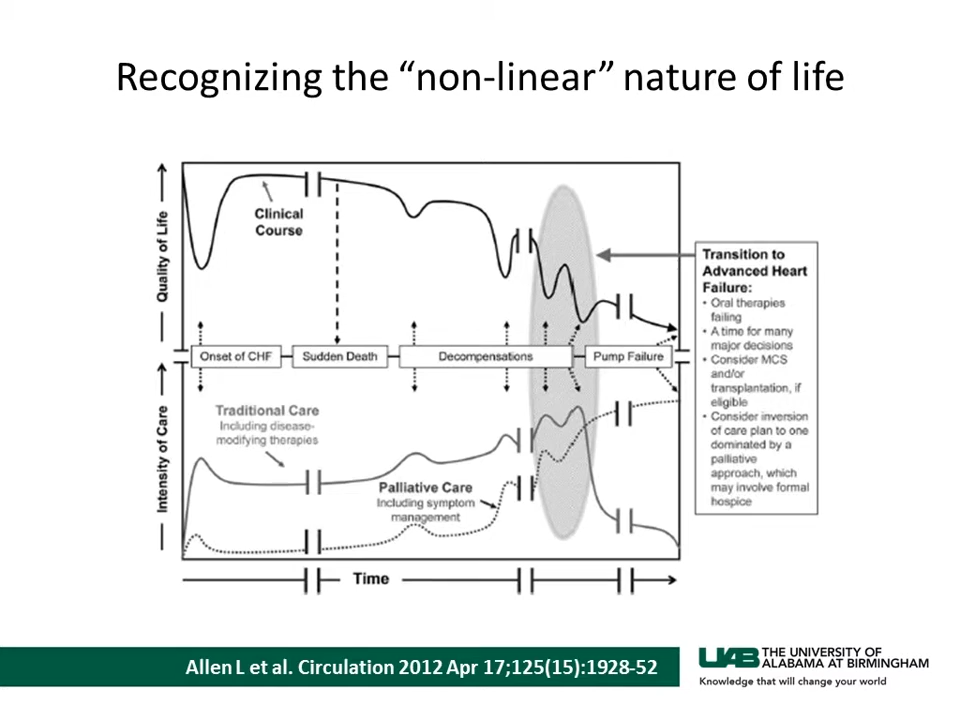 Recognizing the “non-linear” nature of life
Quality of Life
Clinical
Course
Onset of CHF
Sudden Death
Decompensations
Pump Failure
Intensity of Care
Traditional Care
Including disease-
modifying therapies
Palliative Care
Including symptom
management
Time
Transition to
Advanced Heart
Failure:
• Oral therapies
failing
• A time for many
major decisions
• Consider MCS
and/or
transplantation, if
eligible
• Consider inversion
of care plan to one
dominated by a
palliative
approach, which
may involve formal
hospice
Allen L et al. Circulation 2012 Apr 17;125(15):1928-52
UAB
THE UNIVERSITY OF
ALABAMA AT BIRMINGHAM
Knowledge that will change your world